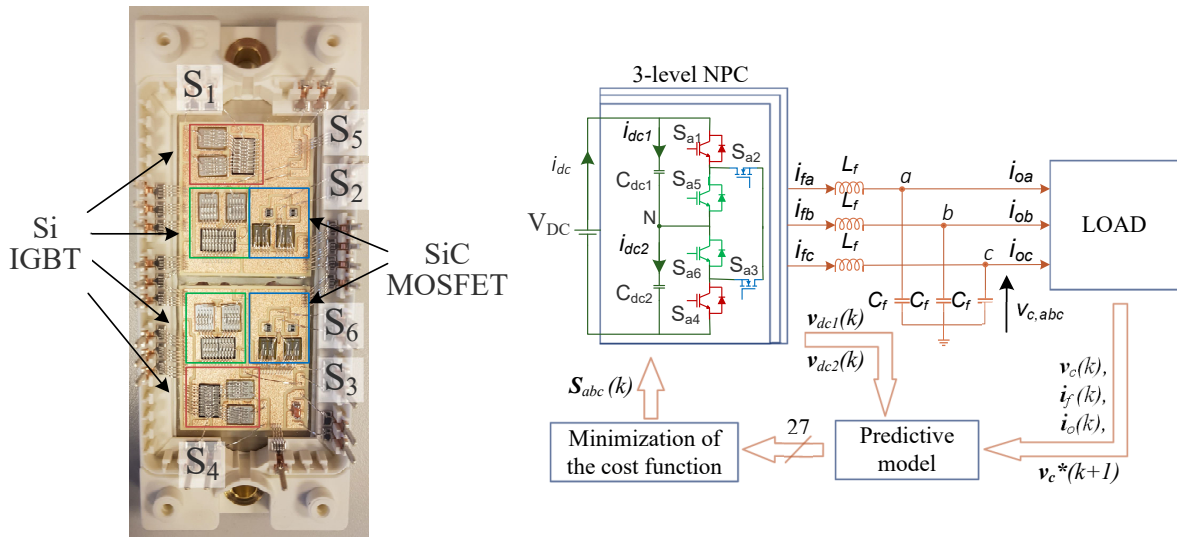 S1
S5
S2
Si
IGBT
SiC
MOSFET
S6
S3
S4
3-level NPC
idc
VDC
idc1
Cdc1
N
idc2
Cdc2
Sa1
Sa2
Sa5
Sa6
Sa3
Sa4
ifa
Lf
a
ioa
ifb
Lf
b
iob
ifc
Lf
c
ioc
LOAD
Cf
Cf
Cf
vc,abc
vdc1(k)
vdc2(k)
Sabc (k)
vc(k),
if (k),
io(k),
Minimization of
the cost function
27
Predictive
model
vc*(k+1)